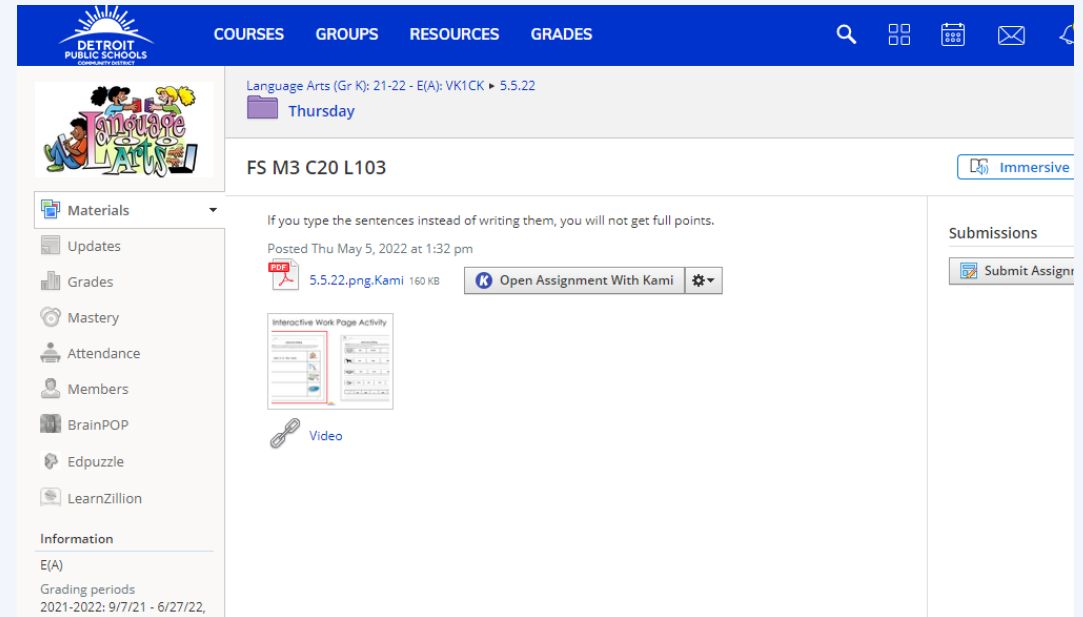 DETROIT
PUBLIC SCHOOLS
COMMUNITY DISTRICT
COURSES GROUPS RESOURCES GRADES
Language Arts
Language Arts (Gr K): 21-22 - E(A): VK1CK ▸ 5.5.22
Thursday
FS M3 C20 L103
Immersive
Materials
Updates
Grades
Mastery
Attendance
Members
BrainPOP
Edpuzzle
LearnZillion
Information
E(A)
Grading periods
2021-2022: 9/7/21 - 6/27/22,
If you type the sentences instead of writing them, you will not get full points.
Posted Thu May 5, 2022 at 1:32 pm
PDF
5.5.22.png.Kami 160 KB
K Open Assignment With Kami
Interactive Work Page Activity
Video
Submissions
Submit Assignm